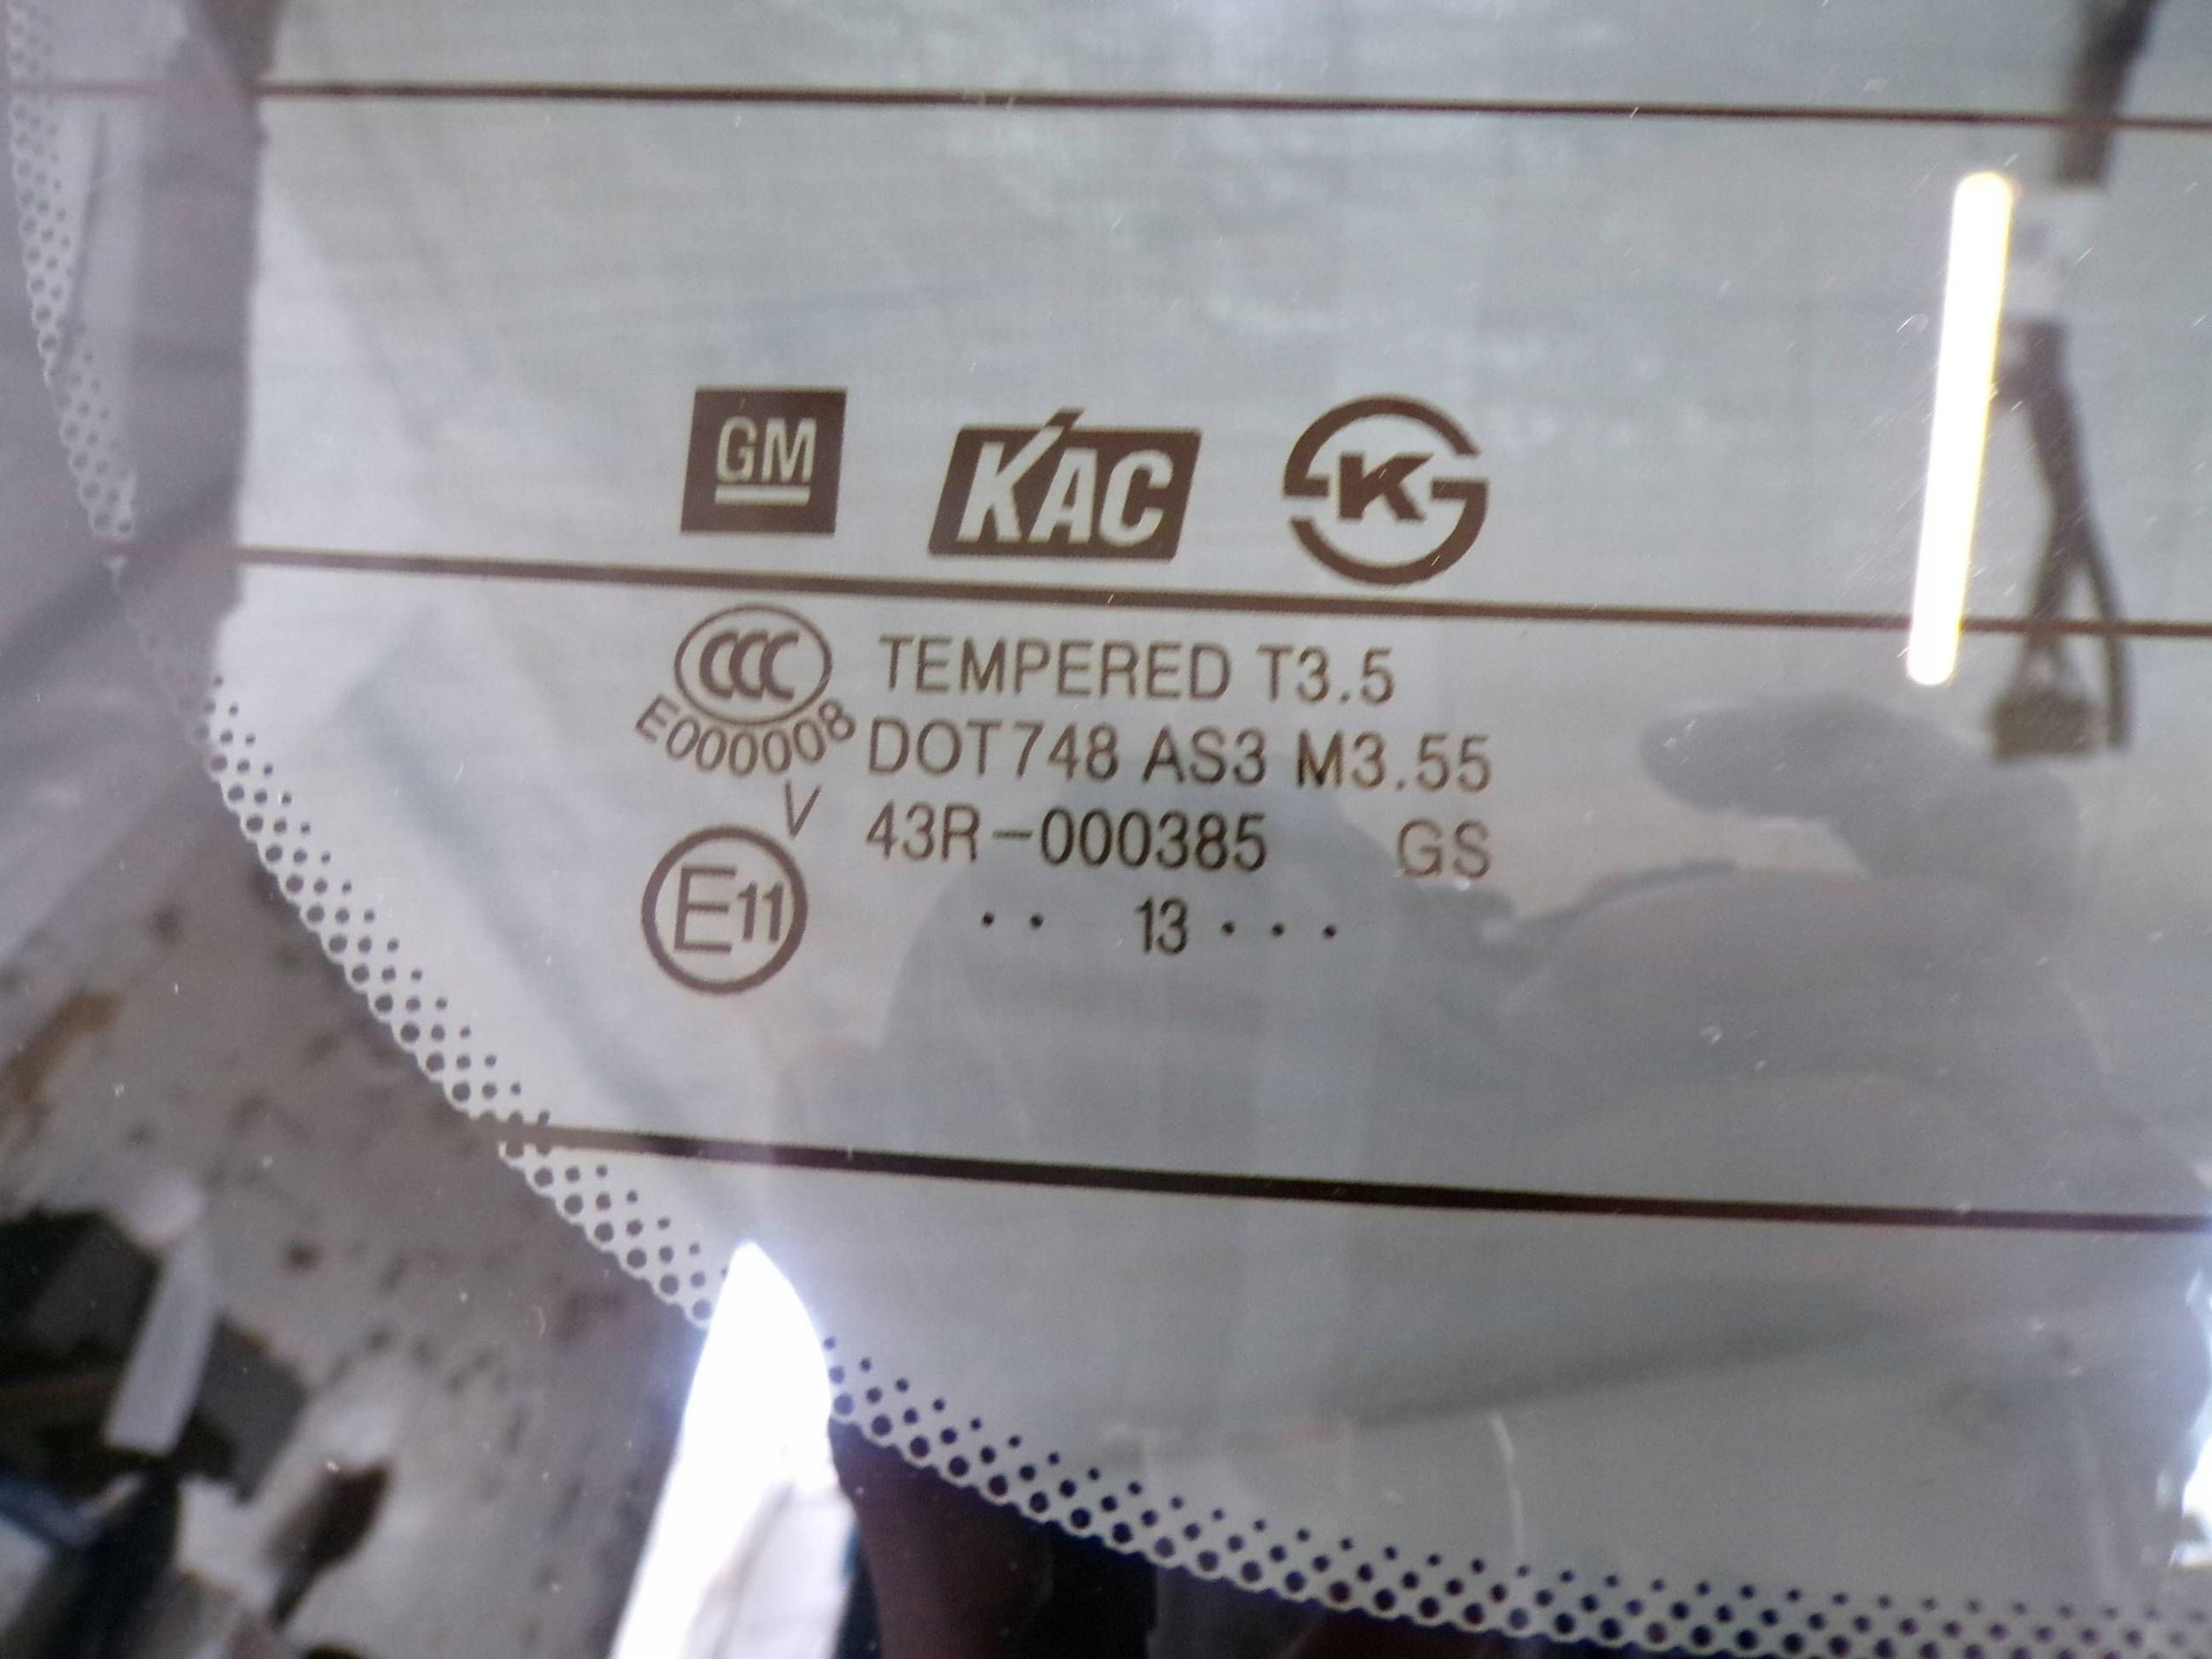 GM KAC K
CCC TEMPERED T3.5
E000008 DOT748 AS3 M3.55
V 43R-000385 GS
E11 · · 13 · · ·